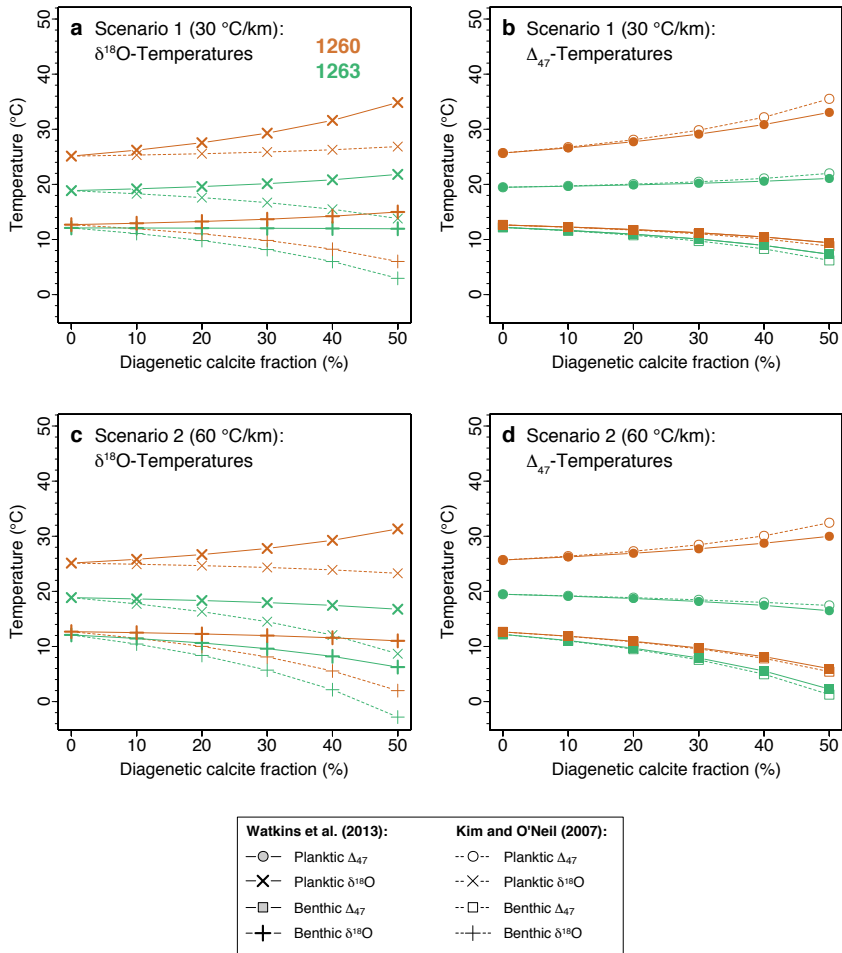 a Scenario 1 (30 °C/km):
δ¹⁸O-Temperatures
1260
1263
Temperature (°C)
0 10 20 30 40 50
0 10 20 30 40 50
Diagenetic calcite fraction (%)
b Scenario 1 (30 °C/km):
Δ₄₇-Temperatures
Temperature (°C)
0 10 20 30 40 50
0 10 20 30 40 50
Diagenetic calcite fraction (%)
c Scenario 2 (60 °C/km):
δ¹⁸O-Temperatures
Temperature (°C)
0 10 20 30 40 50
0 10 20 30 40 50
Diagenetic calcite fraction (%)
d Scenario 2 (60 °C/km):
Δ₄₇-Temperatures
Temperature (°C)
0 10 20 30 40 50
0 10 20 30 40 50
Diagenetic calcite fraction (%)
Watkins et al. (2013):
Planktic Δ₄₇
Planktic δ¹⁸O
Benthic Δ₄₇
Benthic δ¹⁸O
Kim and O'Neil (2007):
Planktic Δ₄₇
Planktic δ¹⁸O
Benthic Δ₄₇
Benthic δ¹⁸O